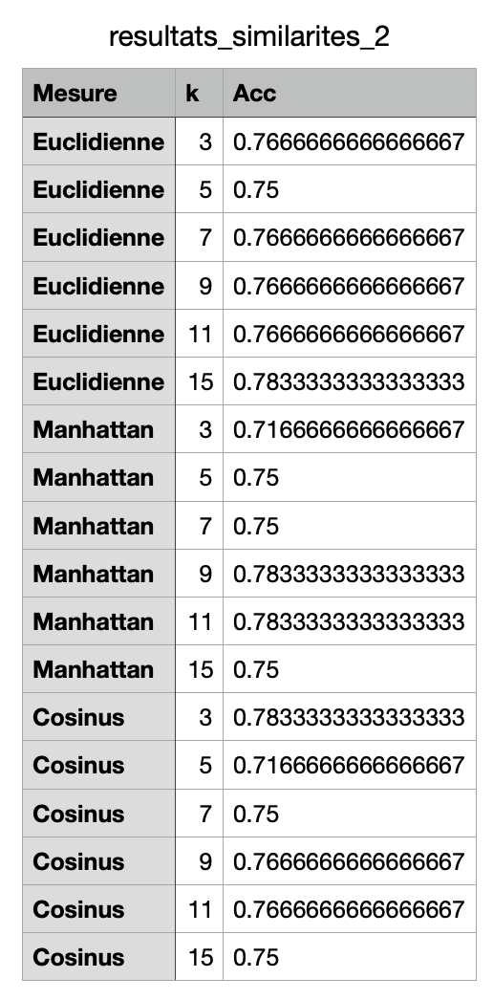 resultats_similarites_2
Mesure k Acc
Euclidienne 3 0.7666666666666667
Euclidienne 5 0.75
Euclidienne 7 0.7666666666666667
Euclidienne 9 0.7666666666666667
Euclidienne 11 0.7666666666666667
Euclidienne 15 0.7833333333333333
Manhattan 3 0.7166666666666667
Manhattan 5 0.75
Manhattan 7 0.75
Manhattan 9 0.7833333333333333
Manhattan 11 0.7833333333333333
Manhattan 15 0.75
Cosinus 3 0.7833333333333333
Cosinus 5 0.7166666666666667
Cosinus 7 0.75
Cosinus 9 0.7666666666666667
Cosinus 11 0.7666666666666667
Cosinus 15 0.75